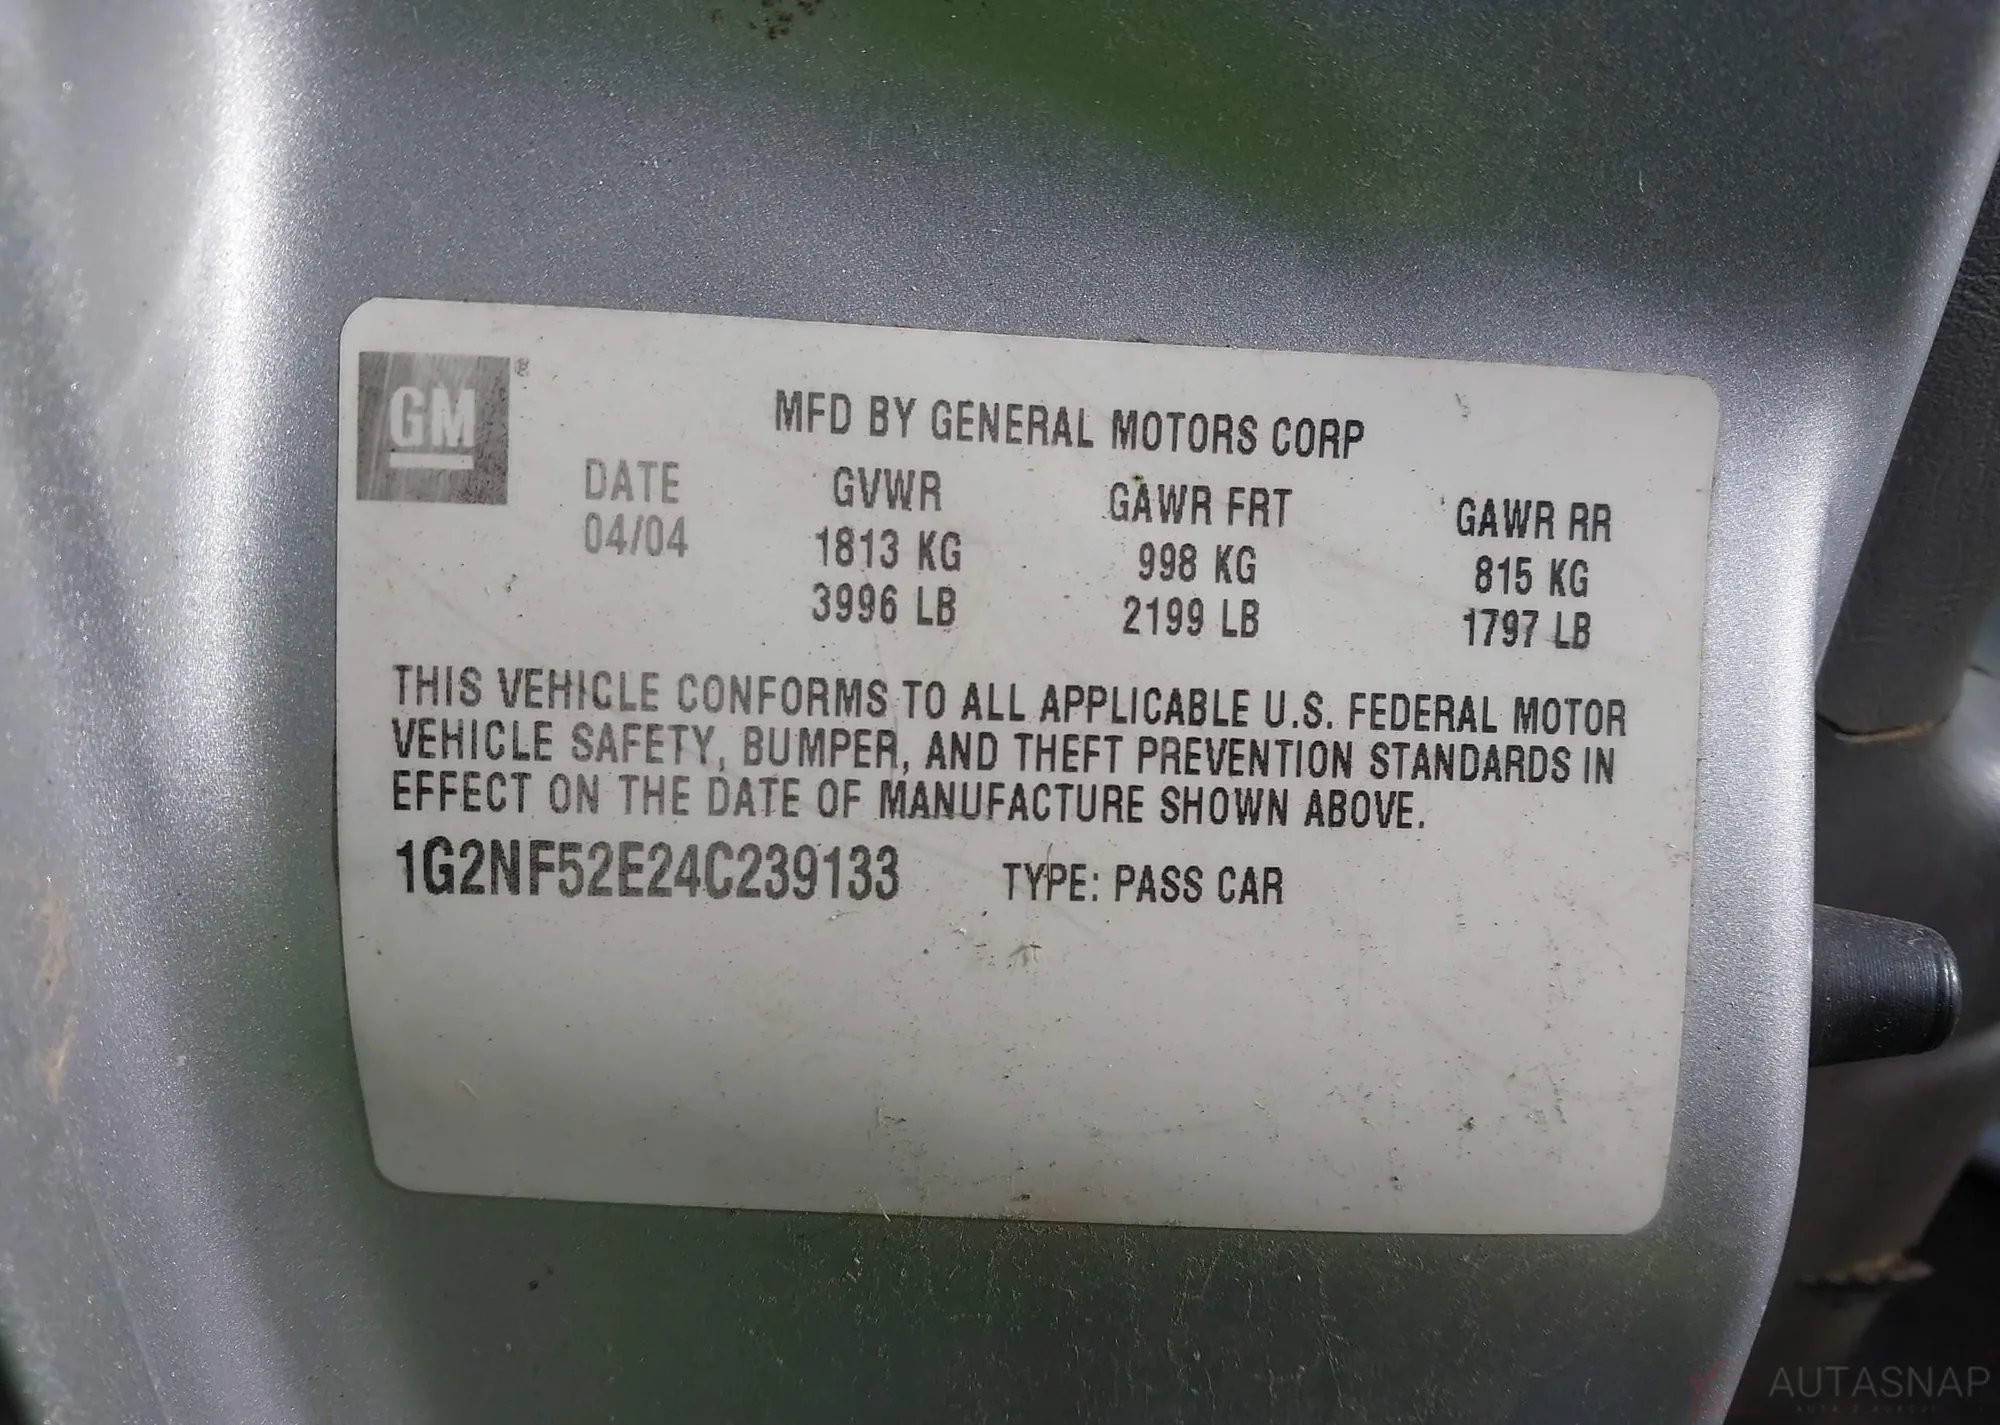 GM®
MFD BY GENERAL MOTORS CORP
DATE GVWR GAWR FRT GAWR RR
04/04 1813 KG 998 KG 815 KG
3996 LB 2199 LB 1797 LB
THIS VEHICLE CONFORMS TO ALL APPLICABLE U.S. FEDERAL MOTOR
VEHICLE SAFETY, BUMPER, AND THEFT PREVENTION STANDARDS IN
EFFECT ON THE DATE OF MANUFACTURE SHOWN ABOVE.
1G2NF52E24C239133 TYPE: PASS CAR
AUTASNAP